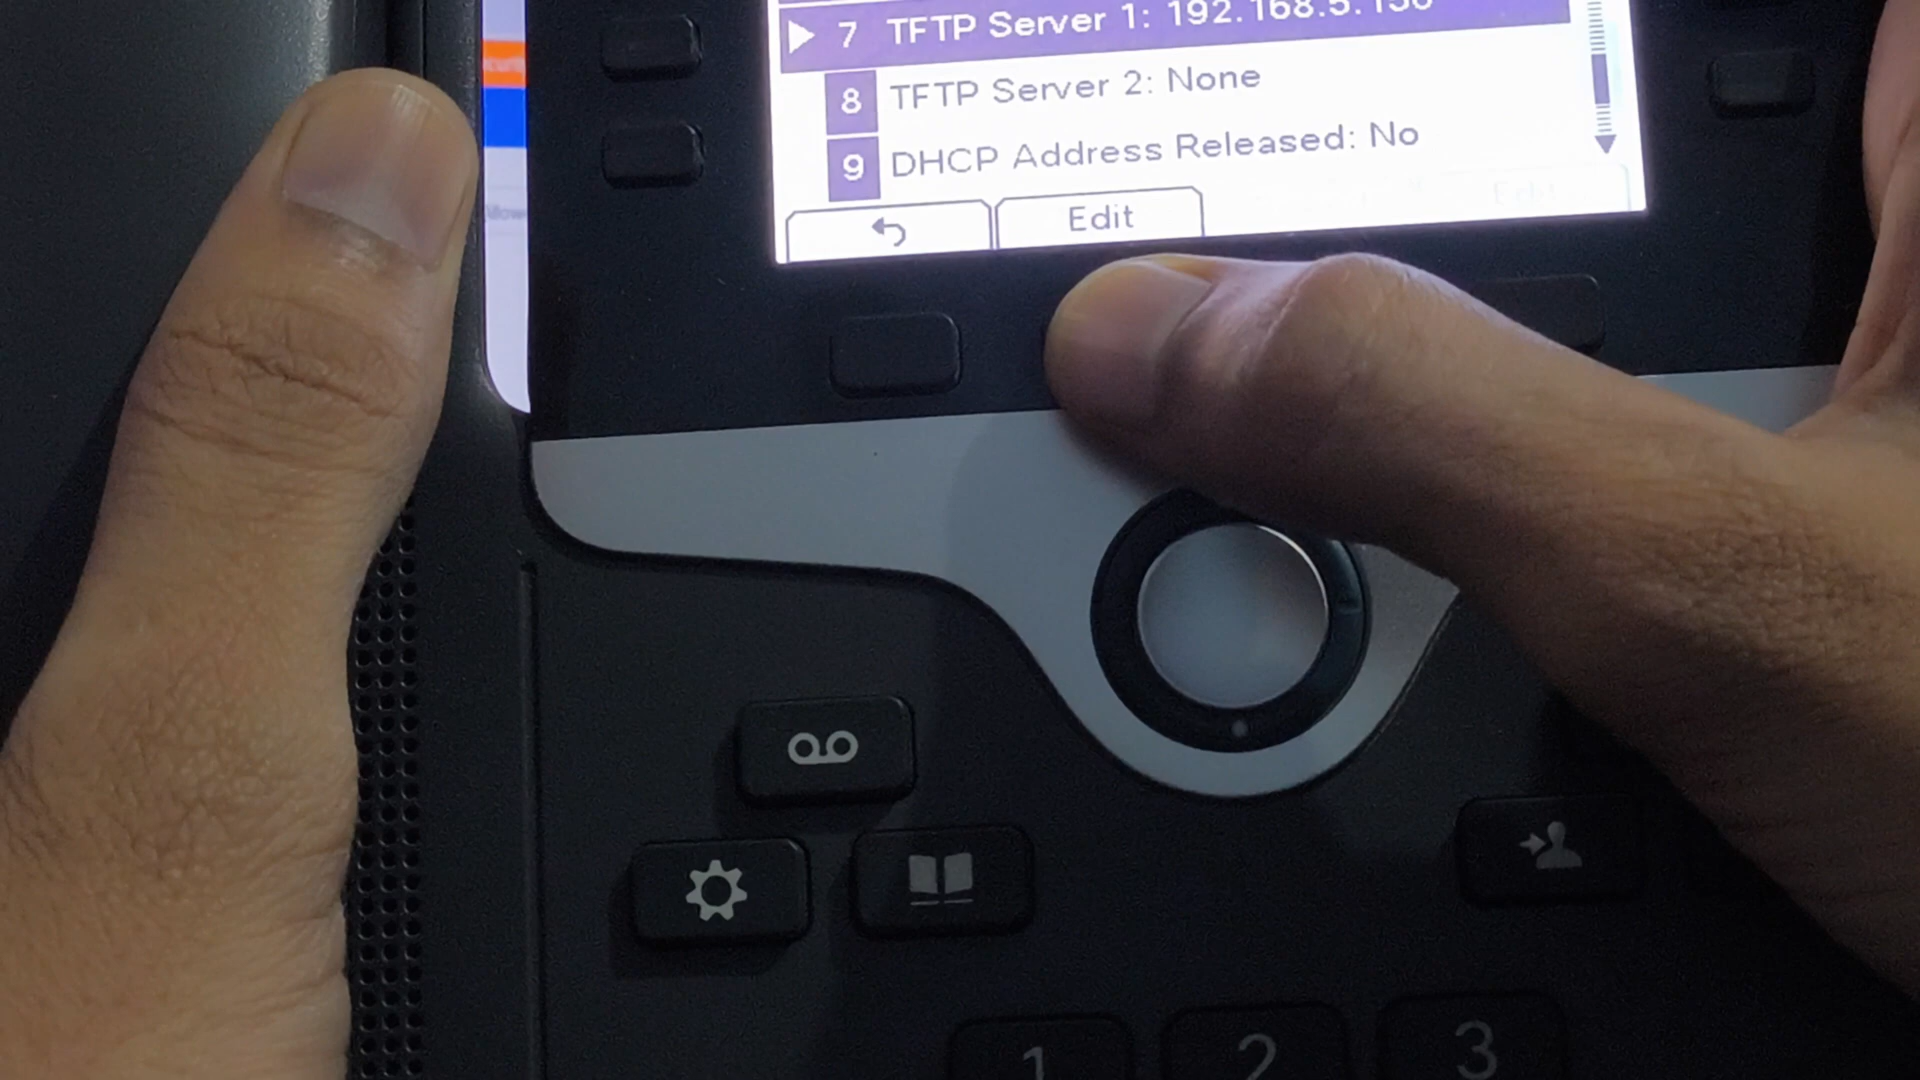 7 TFTP Server 1: 192.168.5.150
8 TFTP Server 2: None
9 DHCP Address Released: No
Edit
1 2 3